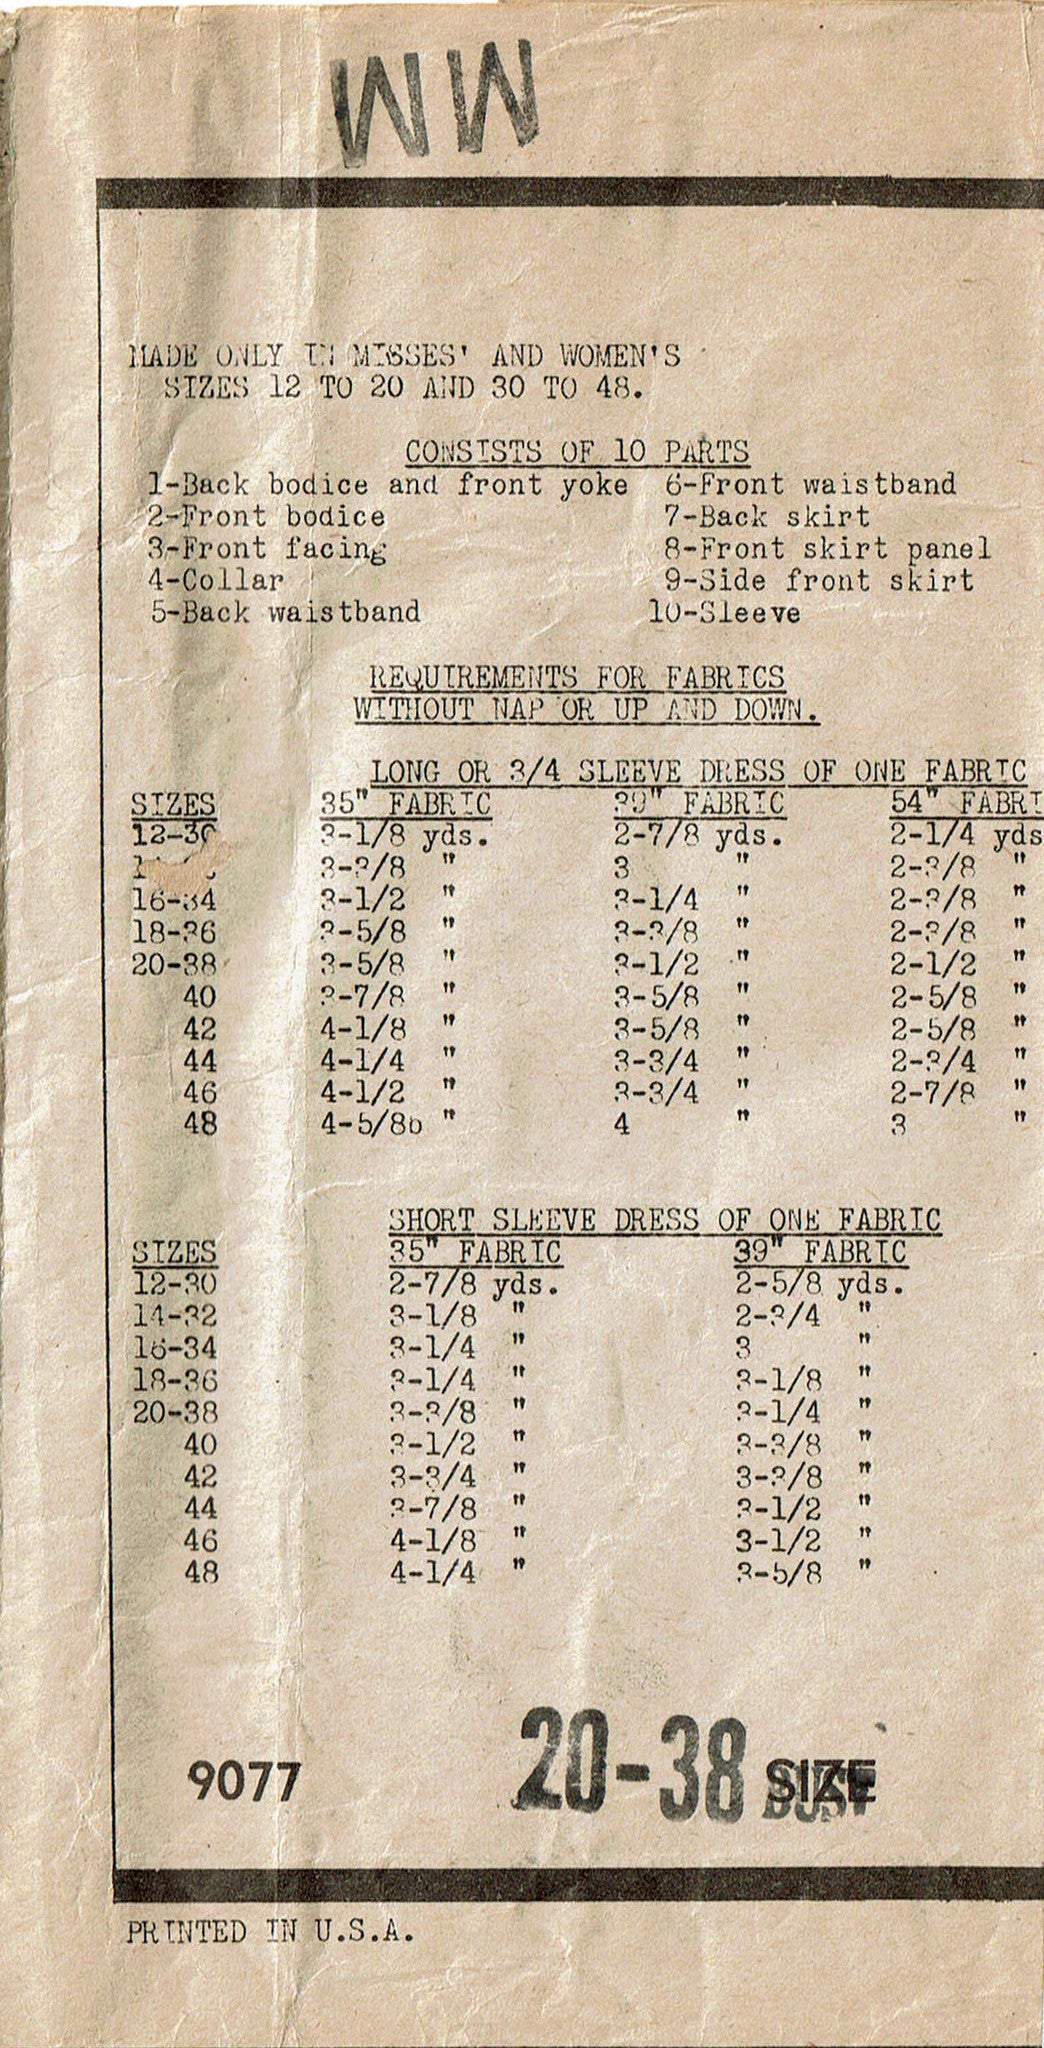 MM
MADE ONLY IN MISSES' AND WOMEN'S
SIZES 12 TO 20 AND 30 TO 48.
CONSISTS OF 10 PARTS
1-Back bodice and front yoke 6-Front waistband
2-Front bodice 7-Back skirt
3-Front facing 8-Front skirt panel
4-Collar 9-Side front skirt
5-Back waistband 10-Sleeve
REQUIREMENTS FOR FABRICS
WITHOUT NAP OR UP AND DOWN.
LONG OR 3/4 SLEEVE DRESS OF ONE FABRIC
SIZES 35" FABRIC 39" FABRIC 54" FABRI
12-30 3-1/8 yds. 2-7/8 yds. 2-1/4 yds
3-3/8 " 3 " 2-3/8 "
16-34 3-1/2 " 3-1/4 " 2-3/8 "
18-36 3-5/8 " 3-3/8 " 2-3/8 "
20-38 3-5/8 " 3-1/2 " 2-1/2 "
40 3-7/8 " 3-5/8 " 2-5/8 "
42 4-1/8 " 3-5/8 " 2-5/8 "
44 4-1/4 " 3-3/4 " 2-3/4 "
46 4-1/2 " 3-3/4 " 2-7/8 "
48 4-5/8 " 4 " 3 "
SHORT SLEEVE DRESS OF ONE FABRIC
SIZES 35" FABRIC 39" FABRIC
12-30 2-7/8 yds. 2-5/8 yds.
14-32 3-1/8 " 2-3/4 "
16-34 3-1/4 " 3 "
18-36 3-1/4 " 3-1/8 "
20-38 3-3/8 " 3-1/4 "
40 3-1/2 " 3-3/8 "
42 3-3/4 " 3-3/8 "
44 3-7/8 " 3-1/2 "
46 4-1/8 " 3-1/2 "
48 4-1/4 " 3-5/8 "
9077 20-38 SIZE BUST
PRINTED IN U.S.A.